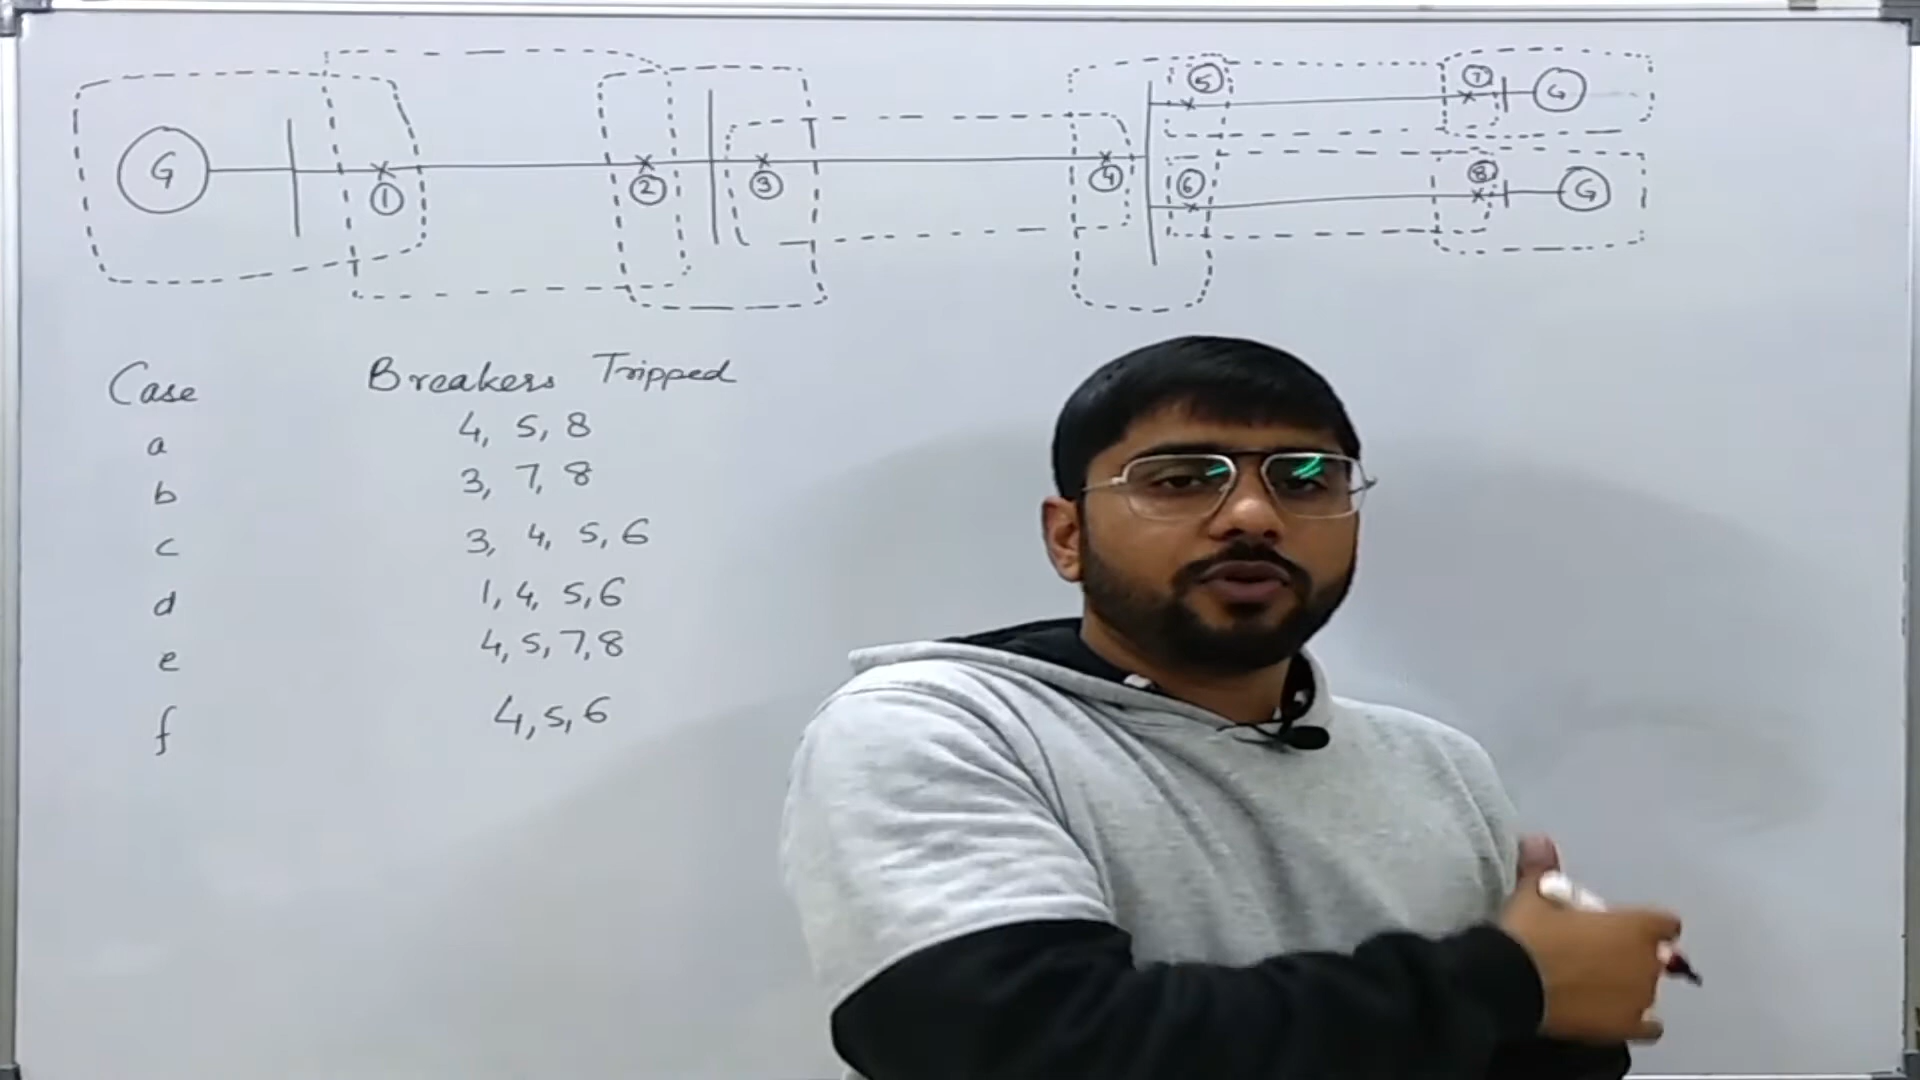 5 7 G
G 1 2 3 4 6 8 G
Case Breakers Tripped
a 4, 5, 8
b 3, 7, 8
c 3, 4, 5, 6
d 1, 4, 5, 6
e 4, 5, 7, 8
f 4, 5, 6